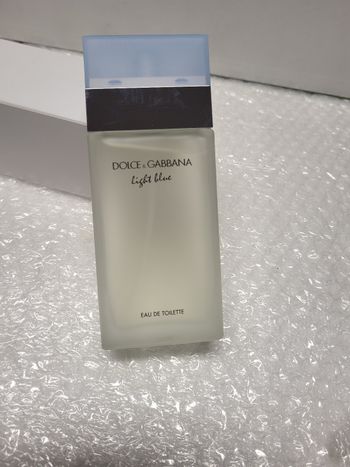 DOLCE & GABBANA
light blue
EAU DE TOILETTE